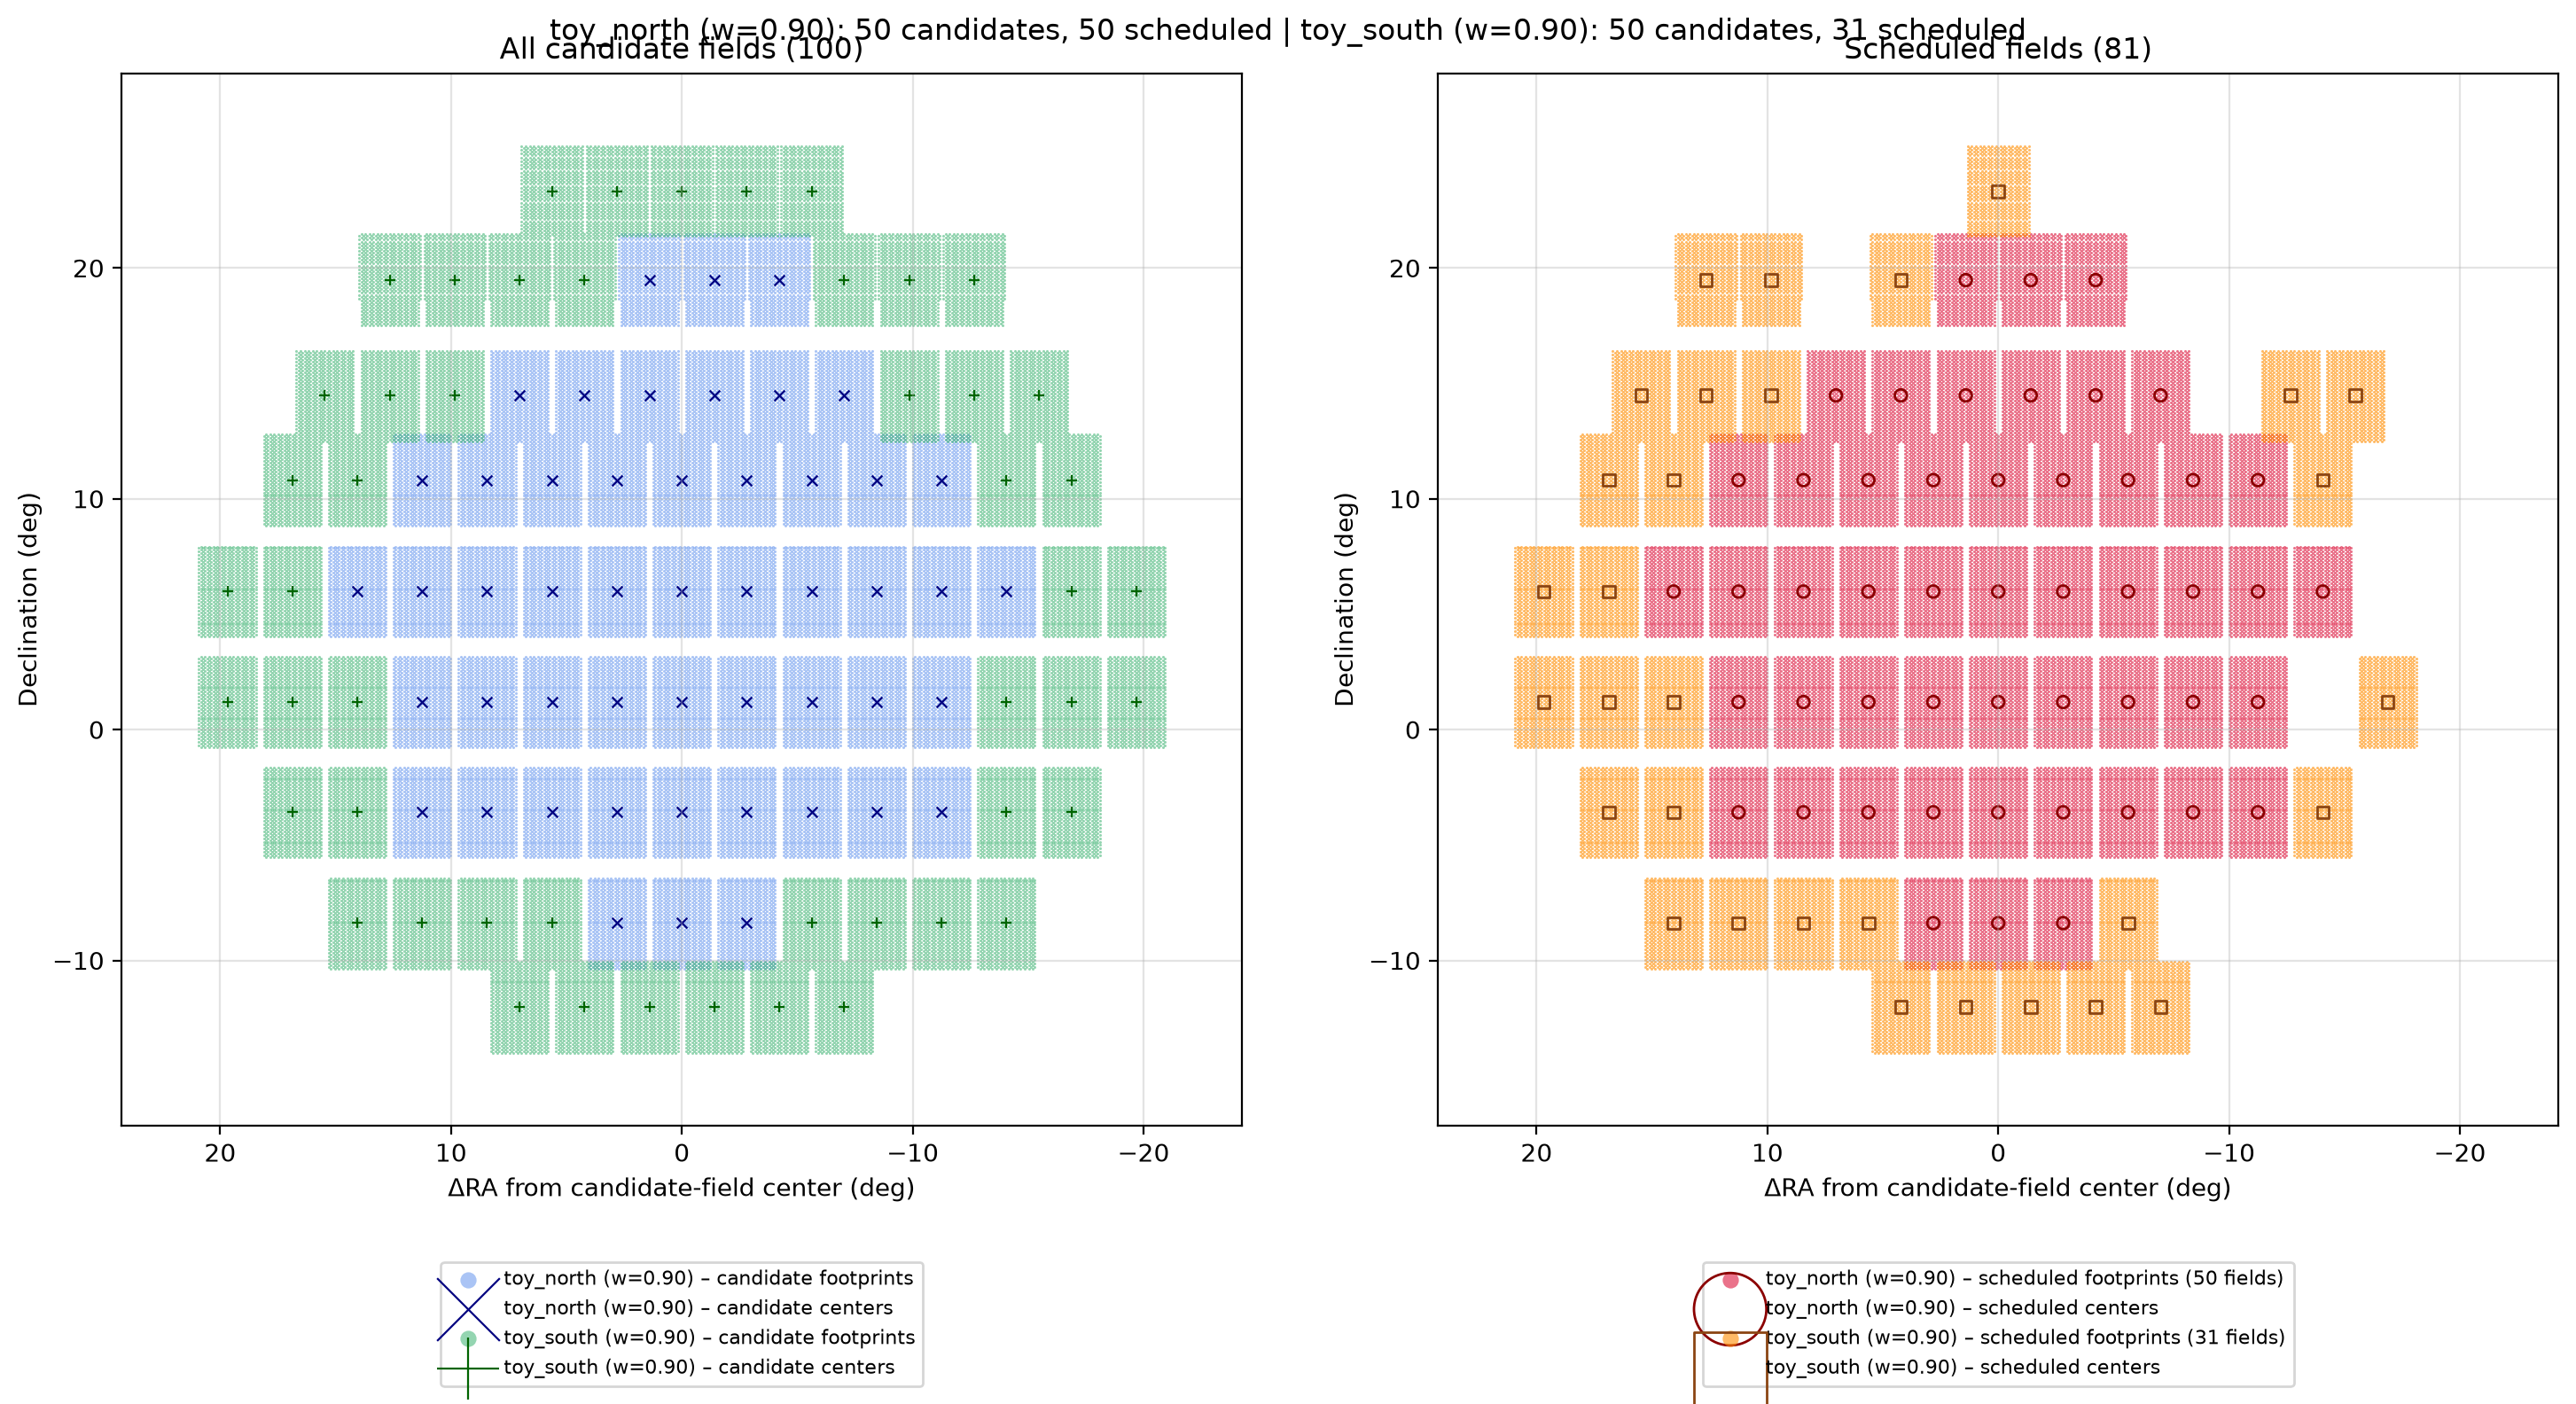 toy_north (w=0.90): 50 candidates, 50 scheduled | toy_south (w=0.90): 50 candidates, 31 scheduled
All candidate fields (100)
Declination (deg)
20
10
0
−10
20
10
0
−10
−20
ΔRA from candidate-field center (deg)
toy_north (w=0.90) – candidate footprints
toy_north (w=0.90) – candidate centers
toy_south (w=0.90) – candidate footprints
toy_south (w=0.90) – candidate centers
Scheduled fields (81)
Declination (deg)
20
10
0
−10
20
10
0
−10
−20
ΔRA from candidate-field center (deg)
toy_north (w=0.90) – scheduled footprints (50 fields)
toy_north (w=0.90) – scheduled centers
toy_south (w=0.90) – scheduled footprints (31 fields)
toy_south (w=0.90) – scheduled centers